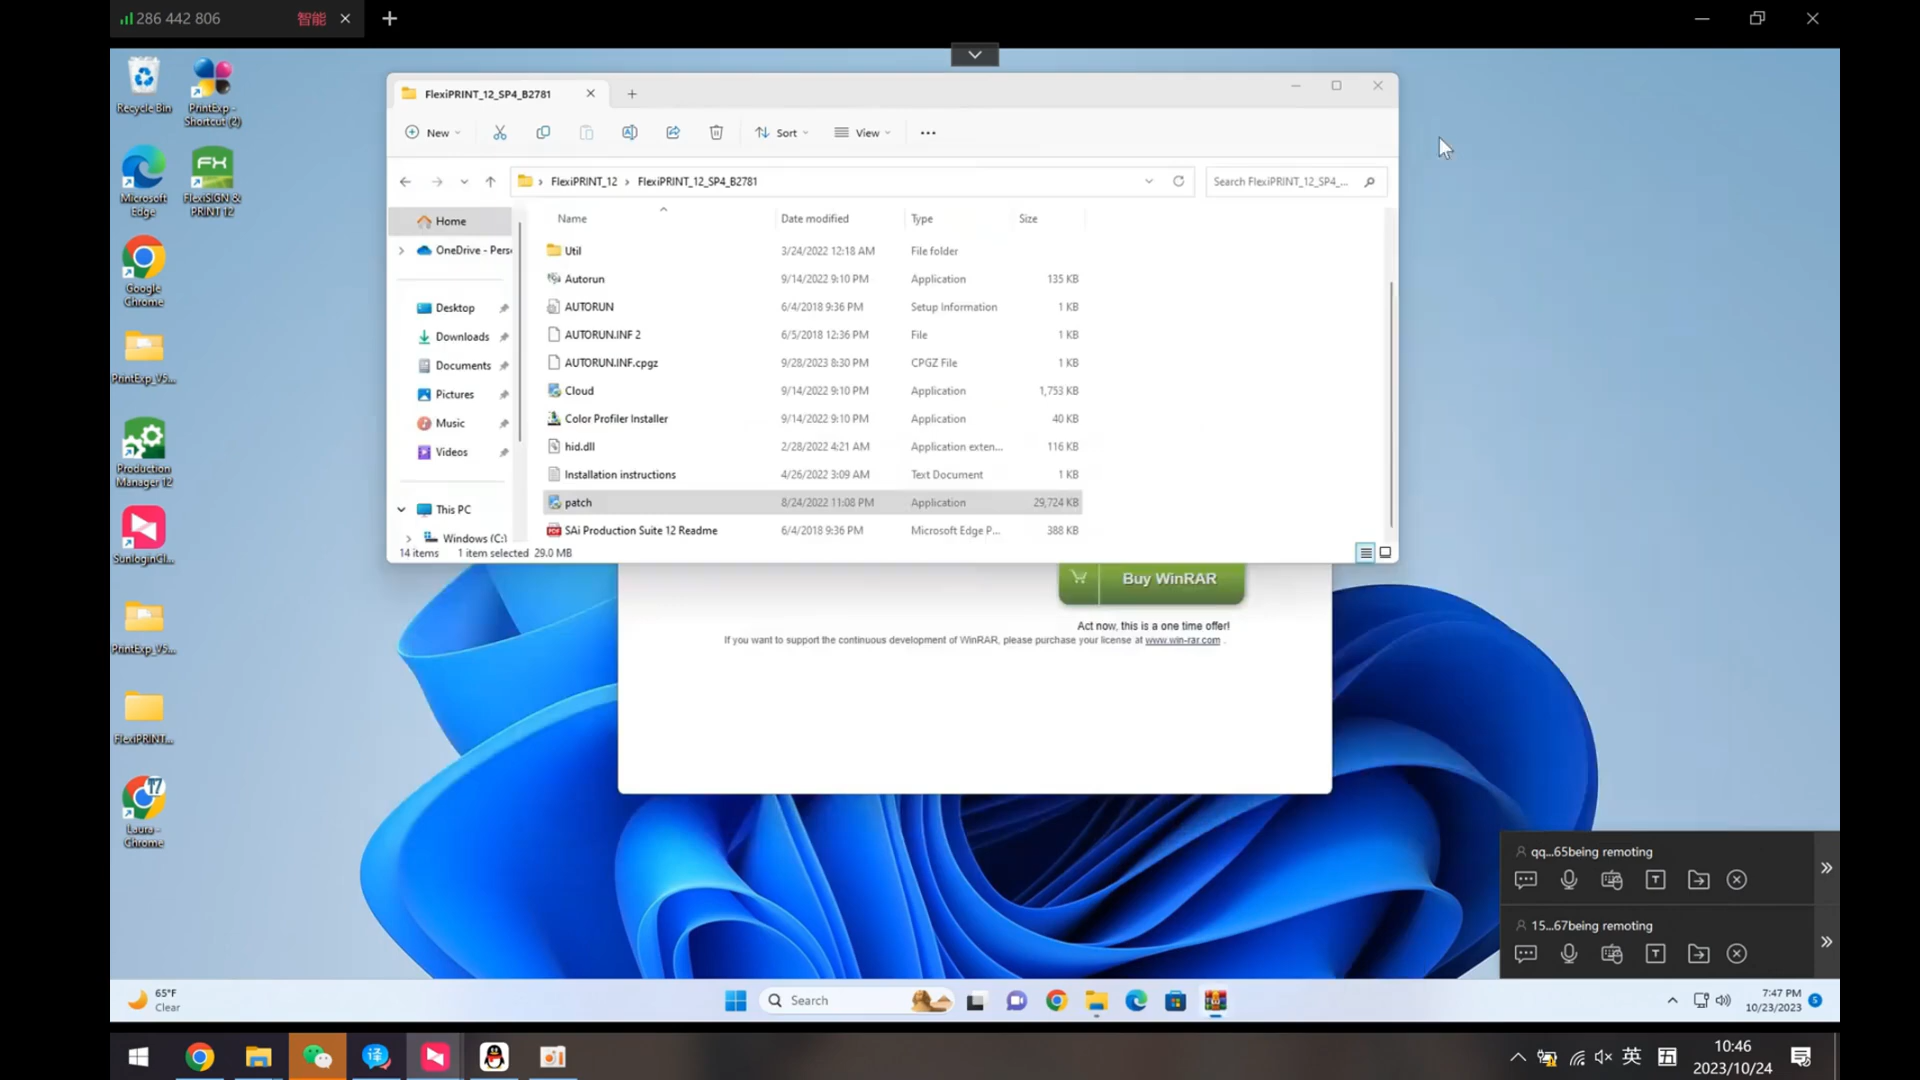 286 442 806 智能
Recycle Bin
PrintExp - Shortcut (2)
Microsoft Edge
FX
FlexiSIGN & PRINT 12
Google Chrome
PrintExp_V5...
Production Manager 12
SunloginCl...
PrintExp_V5...
FlexiPRINT...
Laura - Chrome
FlexiPRINT_12_SP4_B2781
New Sort View
FlexiPRINT_12 › FlexiPRINT_12_SP4_B2781
Search FlexiPRINT_12_SP4_...
Home
OneDrive - Pers
Desktop
Downloads
Documents
Pictures
Music
Videos
This PC
Windows (C:)
Name Date modified Type Size
Util 3/24/2022 12:18 AM File folder
Autorun 9/14/2022 9:10 PM Application 135 KB
AUTORUN 6/4/2018 9:36 PM Setup Information 1 KB
AUTORUN.INF 2 6/5/2018 12:36 PM File 1 KB
AUTORUN.INF.cpgz 9/28/2023 8:30 PM CPGZ File 1 KB
Cloud 9/14/2022 9:10 PM Application 1,753 KB
Color Profiler Installer 9/14/2022 9:10 PM Application 40 KB
hid.dll 2/28/2022 4:21 AM Application exten... 116 KB
Installation instructions 4/26/2022 3:09 AM Text Document 1 KB
patch 8/24/2022 11:08 PM Application 29,724 KB
SAi Production Suite 12 Readme 6/4/2018 9:36 PM Microsoft Edge P... 388 KB
14 items 1 item selected 29.0 MB
Buy WinRAR
Act now, this is a one time offer!
If you want to support the continuous development of WinRAR, please purchase your license at www.win-rar.com .
qq...65being remoting
15...67being remoting
65°F
Clear
Search
7:47 PM
10/23/2023
5
译
英
五
10:46
2023/10/24